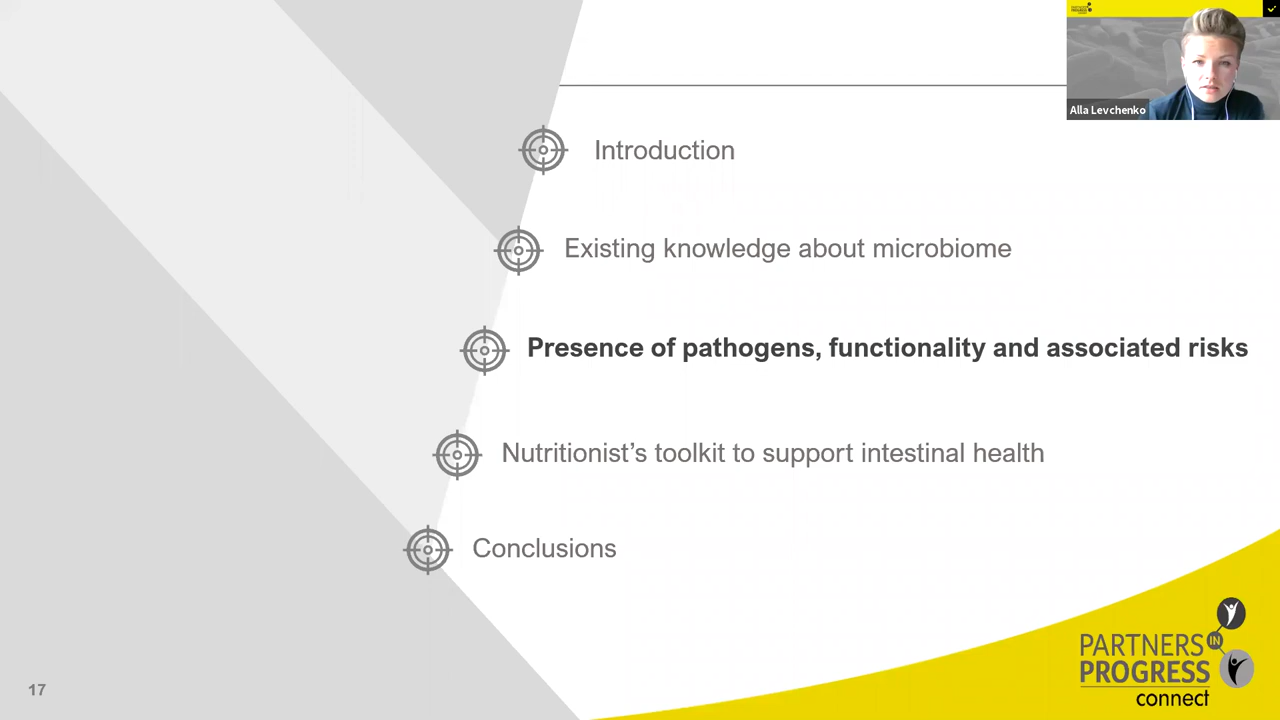 Alla Levchenko
Introduction
Existing knowledge about microbiome
Presence of pathogens, functionality and associated risks
Nutritionist’s toolkit to support intestinal health
Conclusions
17
PARTNERS
IN
PROGRESS
connect